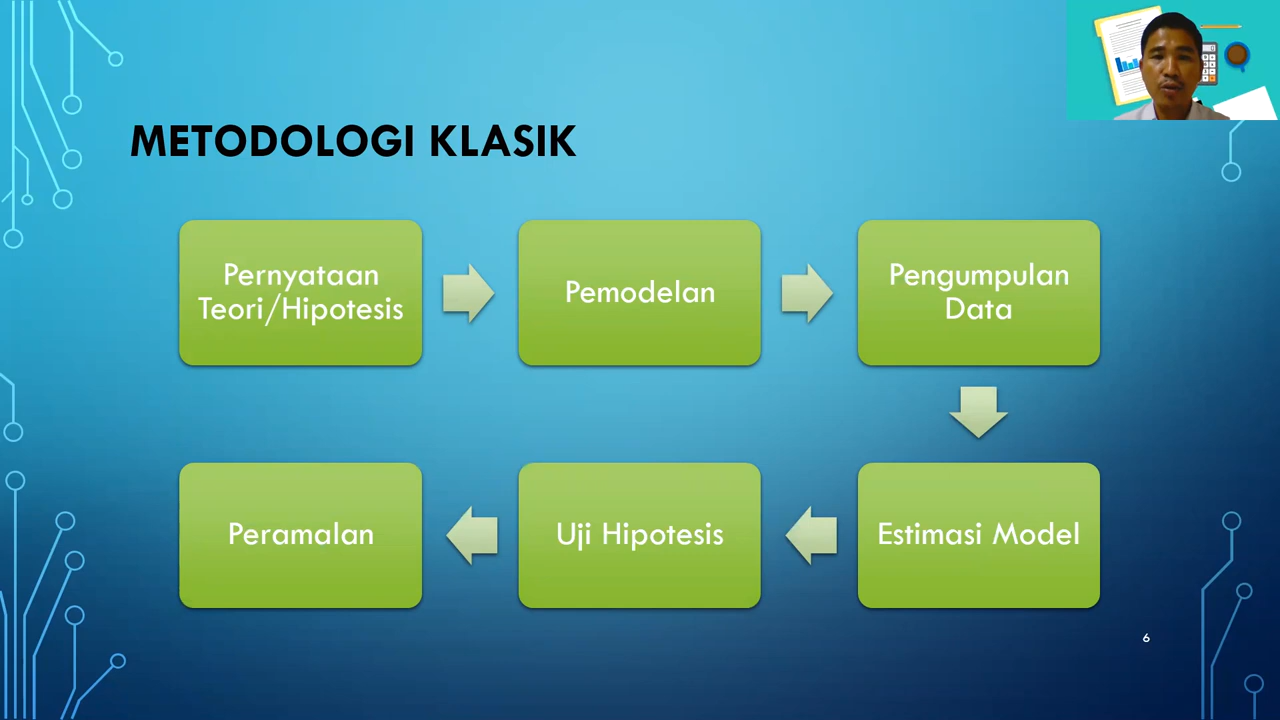 METODOLOGI KLASIK
Pernyataan
Teori/Hipotesis
Pemodelan
Pengumpulan
Data
Estimasi Model
Uji Hipotesis
Peramalan
6